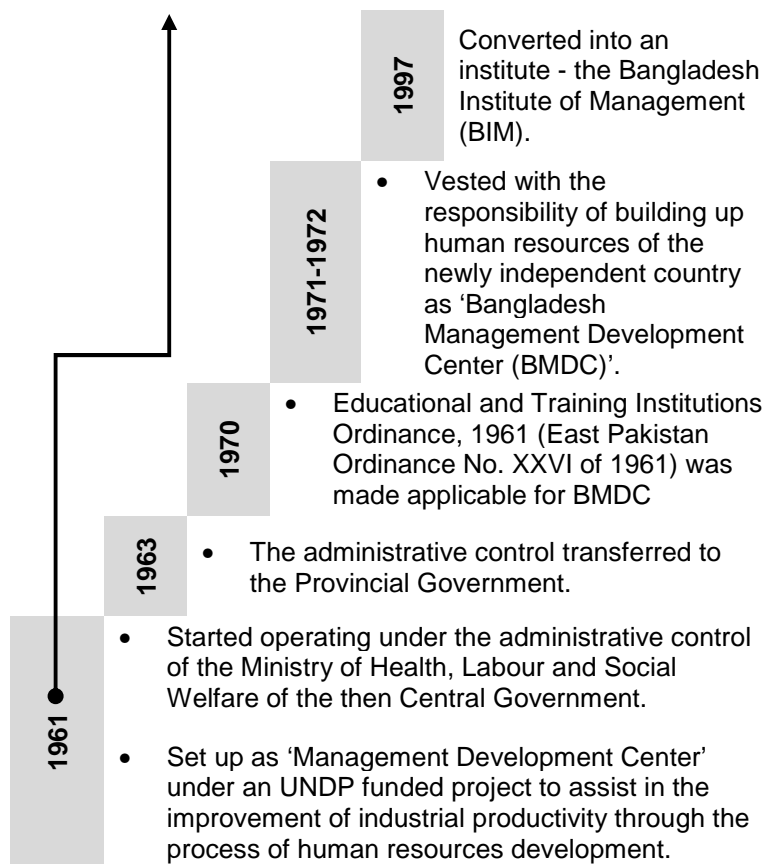 1997
Converted into an
institute - the Bangladesh
Institute of Management
(BIM).
1971-1972
• Vested with the
responsibility of building up
human resources of the
newly independent country
as ‘Bangladesh
Management Development
Center (BMDC)’.
1970
• Educational and Training Institutions
Ordinance, 1961 (East Pakistan
Ordinance No. XXVI of 1961) was
made applicable for BMDC
1963
• The administrative control transferred to
the Provincial Government.
1961
• Started operating under the administrative control
of the Ministry of Health, Labour and Social
Welfare of the then Central Government.
• Set up as ‘Management Development Center’
under an UNDP funded project to assist in the
improvement of industrial productivity through the
process of human resources development.